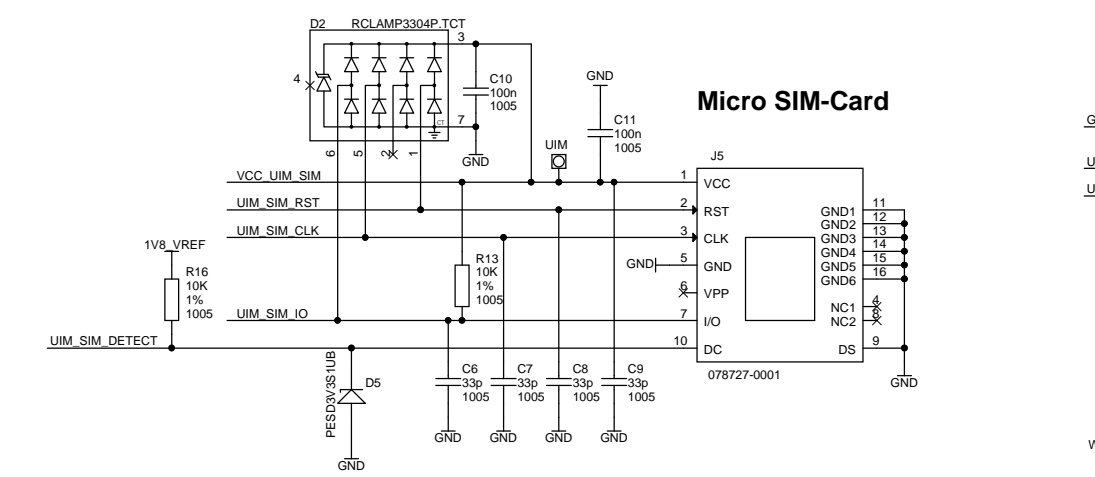 D2 RCLAMP3304P.TCT
3
4
C10
100n
1005
CT
7
GND
6 5 2 1
GND
C11
100n
1005
UIM
Micro SIM-Card
J5
VCC_UIM_SIM
1 VCC
UIM_SIM_RST
2 RST
UIM_SIM_CLK
3 CLK
GND 5 GND
6 VPP
UIM_SIM_IO
7 I/O
UIM_SIM_DETECT
10 DC
GND1 11
GND2 12
GND3 13
GND4 14
GND5 15
GND6 16
NC1 4
NC2 8
DS 9
GND
078727-0001
1V8_VREF
R16
10K
1%
1005
R13
10K
1%
1005
PESD3V3S1UB
D5
GND
C6
33p
1005
GND
C7
33p
1005
GND
C8
33p
1005
GND
C9
33p
1005
GND
G
U
U
W